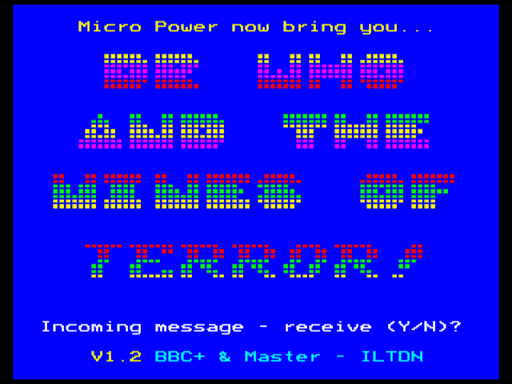 Micro Power now bring you...
DR WHO
AND THE
MINES OF
TERROR!
Incoming message - receive (Y/N)?
V1.2 BBC+ & Master - ILTDN